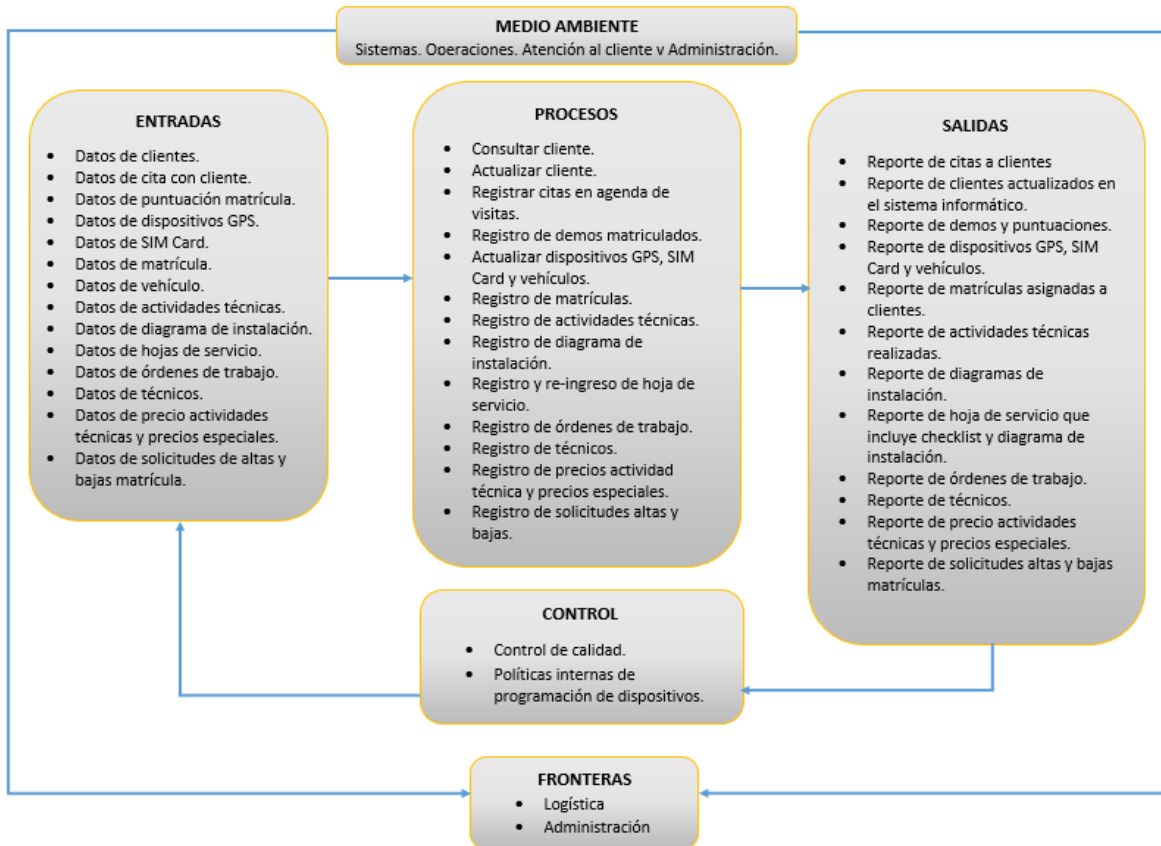 MEDIO AMBIENTE
Sistemas. Operaciones. Atención al cliente y Administración.
ENTRADAS
• Datos de clientes.
• Datos de cita con cliente.
• Datos de puntuación matrícula.
• Datos de dispositivos GPS.
• Datos de SIM Card.
• Datos de matrícula.
• Datos de vehículo.
• Datos de actividades técnicas.
• Datos de diagrama de instalación.
• Datos de hojas de servicio.
• Datos de órdenes de trabajo.
• Datos de técnicos.
• Datos de precio actividades
técnicas y precios especiales.
• Datos de solicitudes de altas y
bajas matrícula.
PROCESOS
• Consultar cliente.
• Actualizar cliente.
• Registrar citas en agenda de
visitas.
• Registro de demos matriculados.
• Actualizar dispositivos GPS, SIM
Card y vehículos.
• Registro de matrículas.
• Registro de actividades técnicas.
• Registro de diagrama de
instalación.
• Registro y re-ingreso de hoja de
servicio.
• Registro de órdenes de trabajo.
• Registro de técnicos.
• Registro de precios actividad
técnica y precios especiales.
• Registro de solicitudes altas y
bajas.
SALIDAS
• Reporte de citas a clientes
• Reporte de clientes actualizados en
el sistema informático.
• Reporte de demos y puntuaciones.
• Reporte de dispositivos GPS, SIM
Card y vehículos.
• Reporte de matrículas asignadas a
clientes.
• Reporte de actividades técnicas
realizadas.
• Reporte de diagramas de
instalación.
• Reporte de hoja de servicio que
incluye checklist y diagrama de
instalación.
• Reporte de órdenes de trabajo.
• Reporte de técnicos.
• Reporte de precio actividades
técnicas y precios especiales.
• Reporte de solicitudes altas y bajas
matrículas.
CONTROL
• Control de calidad.
• Políticas internas de
programación de dispositivos.
FRONTERAS
• Logística
• Administración